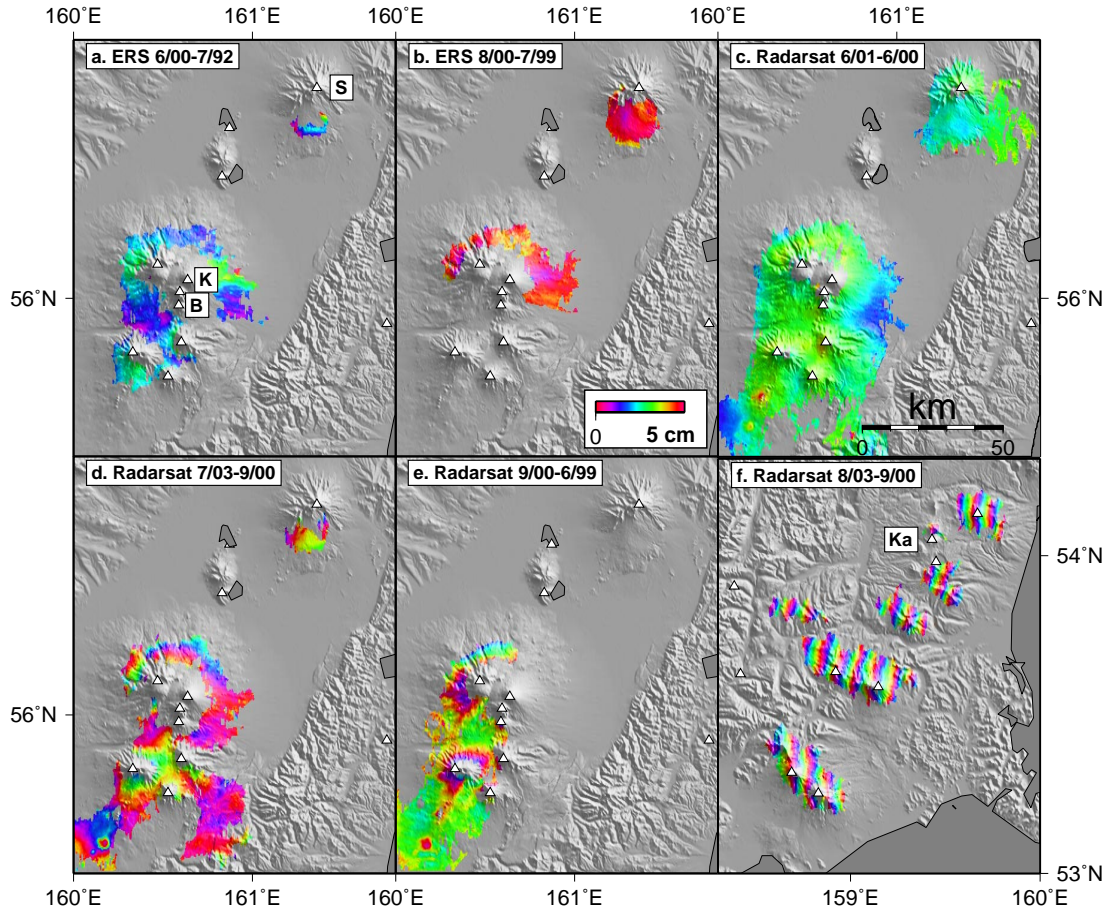 160˚E 161˚E 160˚E 161˚E 161˚E
a. ERS 6/00-7/92
b. ERS 8/00-7/99
c. Radarsat 6/01-6/00
S
K
B
56˚N
56˚N
0 5 cm
km
0 50
d. Radarsat 7/03-9/00
e. Radarsat 9/00-6/99
f. Radarsat 8/03-9/00
Ka
54˚N
56˚N
53˚N
160˚E 161˚E 160˚E 161˚E 159˚E 160˚E